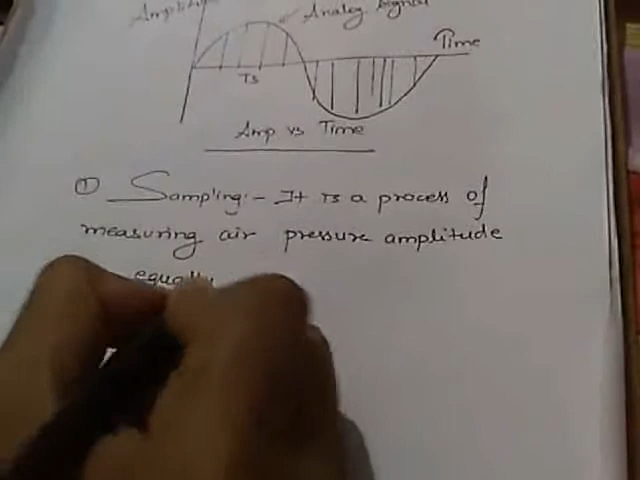 Analog Signal
Time
Ts
Amp vs Time
① Sampling:- It is a process of
measuring air pressure amplitude
equally